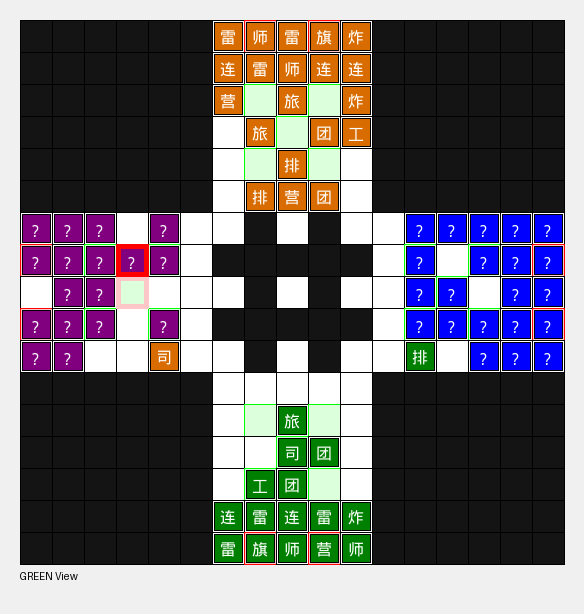 雷 师 雷 旗 炸
连 雷 师 连 连
营 旅 炸
旅 团 工
排
排 营 团
? ? ? ? ? ? ? ? ?
? ? ? ? ? ? ? ? ?
? ? ? ? ? ?
? ? ? ? ? ? ? ? ?
? ? 司 排 ? ? ?
旅
司 团
工 团
连 雷 连 雷 炸
雷 旗 师 营 师
GREEN View